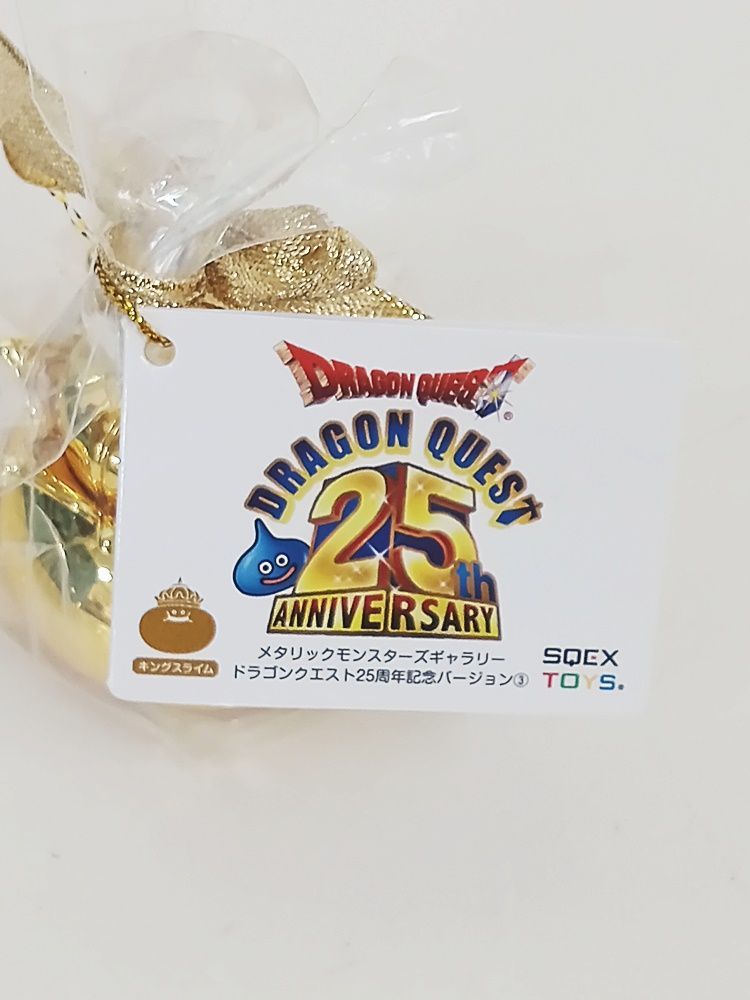 DRAGON QUEST®
DRAGON QUEST
25th
ANNIVERSARY
メタリックモンスターズギャラリー
ドラゴンクエスト25周年記念バージョン③
キングスライム
SQEX
TOYS®